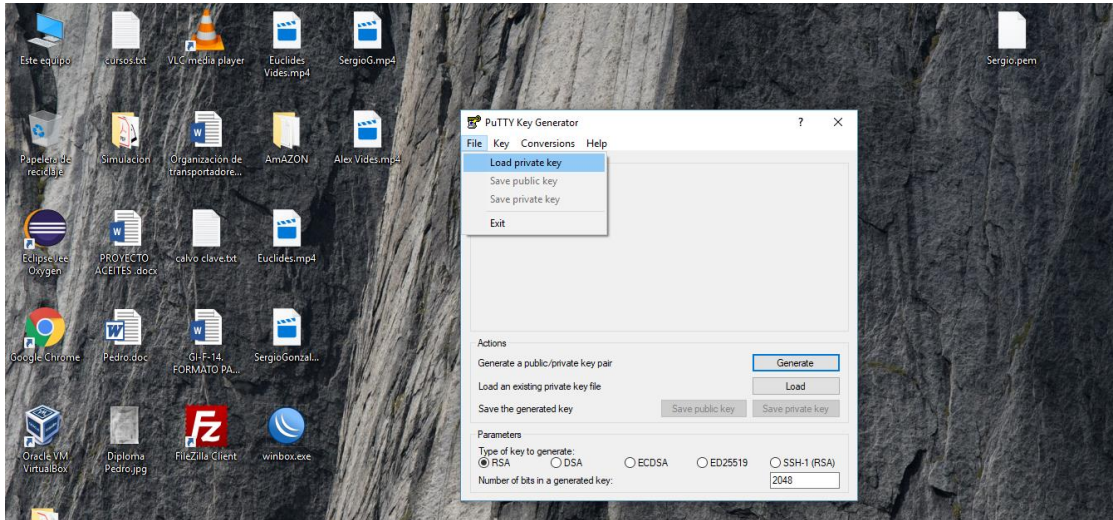 Este equipo
cursos.txt
VLC media player
Euclides
Vides.mp4
SergioG.mp4
Sergio.pem
Papelera de
reciclaje
Simulacion
Organización de
transportadore...
AmAZON
Alex Vides.mp4
Eclipse Jee
Oxygen
PROYECTO
ACEITES .docx
calvo clave.txt
Euclides.mp4
Google Chrome
Pedro.doc
GI-F-14.
FORMATO PA...
SergioGonzal...
Oracle VM
VirtualBox
Diploma
Pedro.jpg
FileZilla Client
winbox.exe
PuTTY Key Generator
File Key Conversions Help
Load private key
Save public key
Save private key
Exit
Actions
Generate a public/private key pair
Generate
Load an existing private key file
Load
Save the generated key
Save public key
Save private key
Parameters
Type of key to generate:
RSA DSA ECDSA ED25519 SSH-1 (RSA)
Number of bits in a generated key:
2048